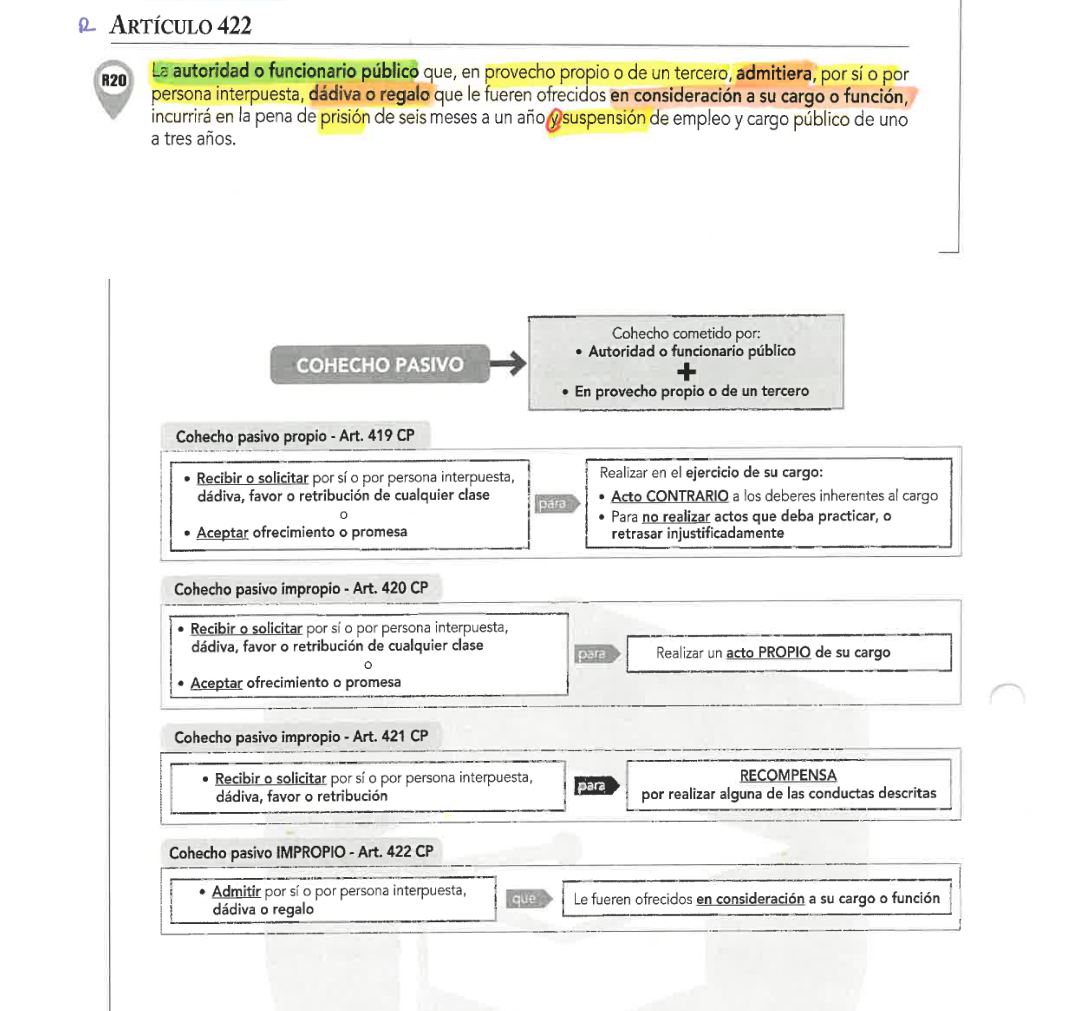 R ARTÍCULO 422
R20
La autoridad o funcionario público que, en provecho propio o de un tercero, admitiera, por sí o por
persona interpuesta, dádiva o regalo que le fueren ofrecidos en consideración a su cargo o función,
incurrirá en la pena de prisión de seis meses a un año y suspensión de empleo y cargo público de uno
a tres años.
COHECHO PASIVO
Cohecho cometido por:
• Autoridad o funcionario público
+
• En provecho propio o de un tercero
Cohecho pasivo propio - Art. 419 CP
• Recibir o solicitar por sí o por persona interpuesta,
dádiva, favor o retribución de cualquier clase
o
• Aceptar ofrecimiento o promesa
para
Realizar en el ejercicio de su cargo:
• Acto CONTRARIO a los deberes inherentes al cargo
• Para no realizar actos que deba practicar, o
retrasar injustificadamente
Cohecho pasivo impropio - Art. 420 CP
• Recibir o solicitar por sí o por persona interpuesta,
dádiva, favor o retribución de cualquier clase
o
• Aceptar ofrecimiento o promesa
para
Realizar un acto PROPIO de su cargo
Cohecho pasivo impropio - Art. 421 CP
• Recibir o solicitar por sí o por persona interpuesta,
dádiva, favor o retribución
para
RECOMPENSA
por realizar alguna de las conductas descritas
Cohecho pasivo IMPROPIO - Art. 422 CP
• Admitir por sí o por persona interpuesta,
dádiva o regalo
que
Le fueren ofrecidos en consideración a su cargo o función